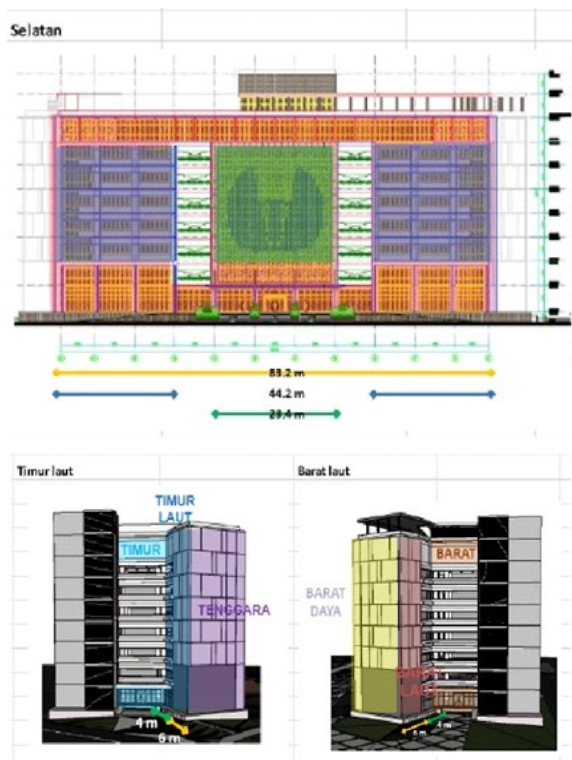 Selatan
83.2 m
44.2 m
23.4 m
Timur laut
Barat laut
TIMUR
LAUT
TIMUR
TENGGARA
4 m
6 m
BARAT
BARAT
DAYA
BARAT
LAUT
4 m